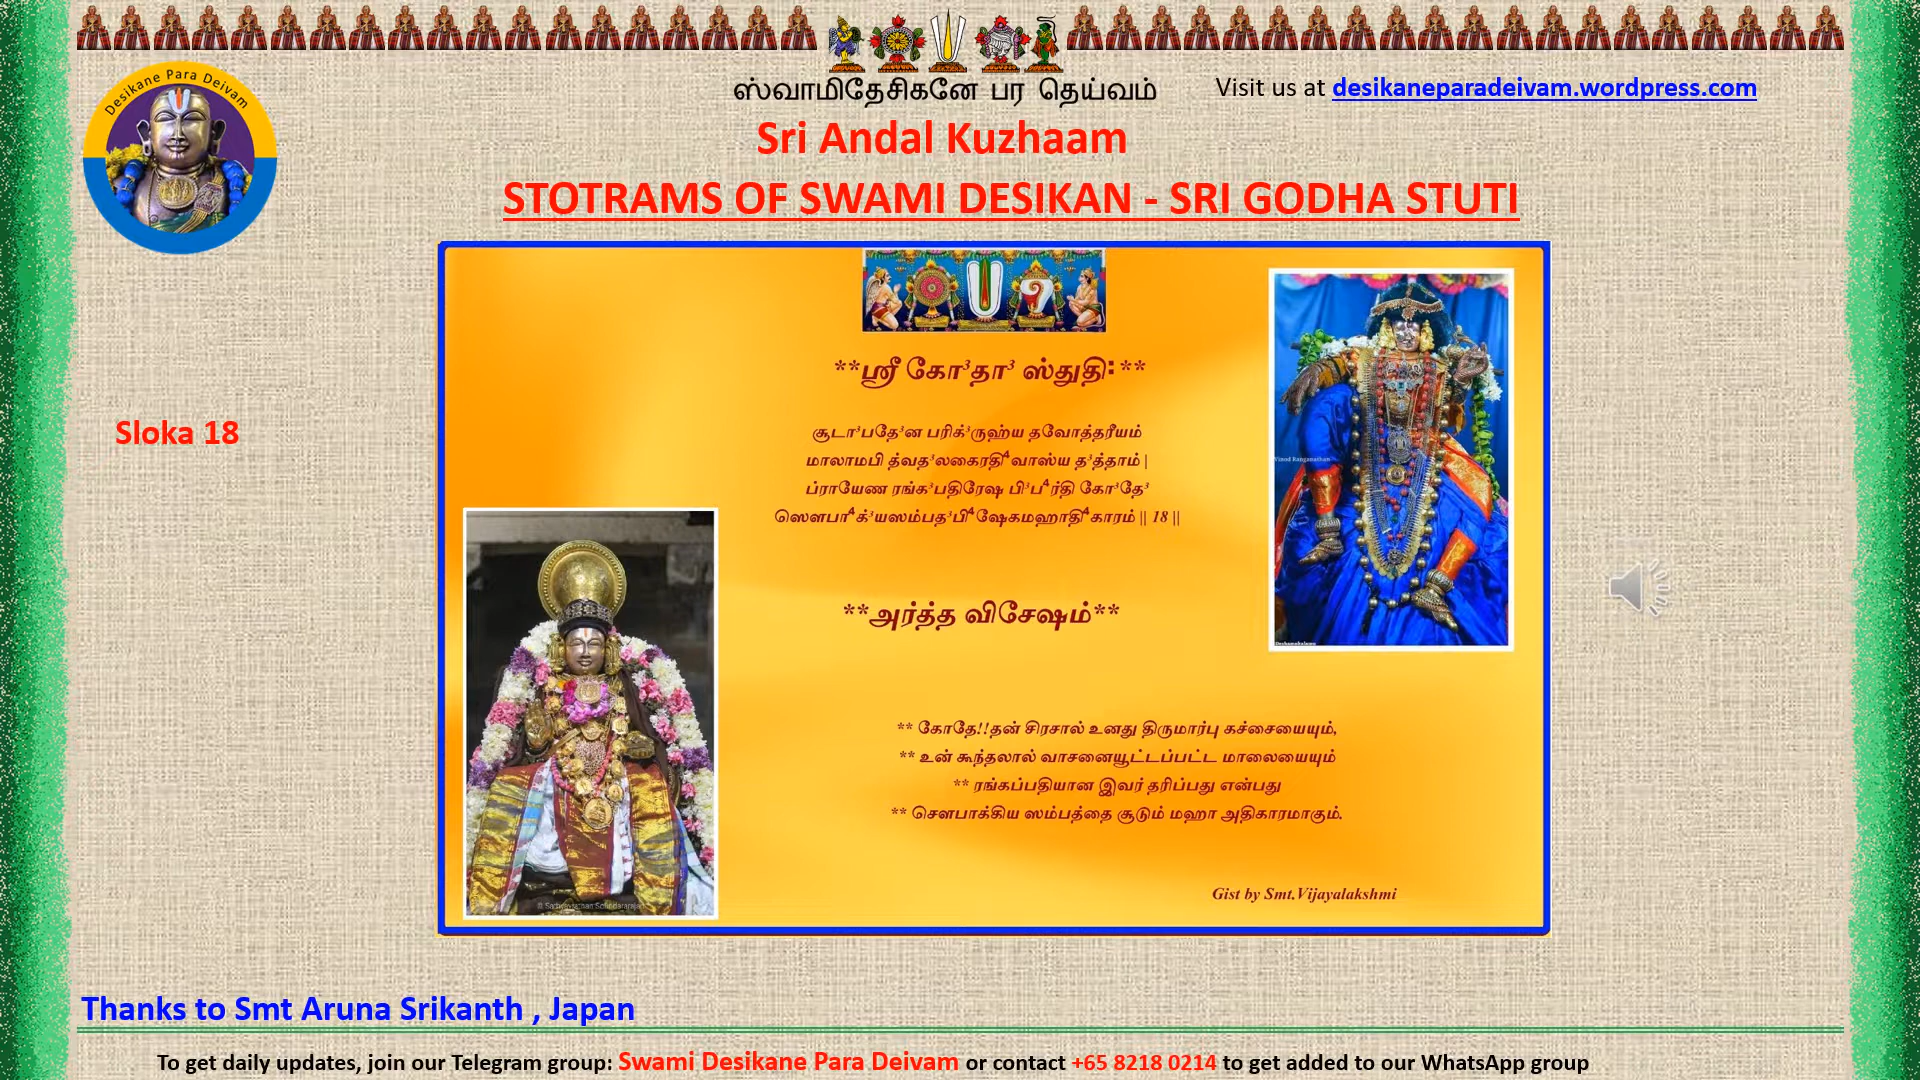 Desikane Para Deivam
ஸ்வாமிதேசிகனே பர தெய்வம்
Visit us at desikaneparadeivam.wordpress.com
Sri Andal Kuzhaam
STOTRAMS OF SWAMI DESIKAN - SRI GODHA STUTI
Sloka 18
**ஸ்ரீ கோ³தா³ ஸ்துதி:**
சூடா³பதே³ன பரிக்³ருஹ்ய தவோத்தரீயம்
மாலாமபி த்வத³லகைரதி⁴வாஸ்ய த³த்தாம் |
ப்ராயேண ரங்க³பதிரேஷ பி³ப⁴ர்தி கோ³தே³
ஸௌபா⁴க்³யஸம்பத³பி⁴ஷேகமஹாதி⁴காரம் || 18 ||
**அர்த்த விசேஷம்**
** கோதே!!தன் சிரசால் உனது திருமார்பு கச்சையையும்,
** உன் கூந்தலால் வாசனையூட்டப்பட்ட மாலையையும்
** ரங்கப்பதியான இவர் தரிப்பது என்பது
** சௌபாக்கிய ஸம்பத்தை சூடும் மஹா அதிகாரமாகும்.
Gist by Smt.Vijayalakshmi
Vinod Ranganathan
Thanks to Smt Aruna Srikanth , Japan
To get daily updates, join our Telegram group: Swami Desikane Para Deivam or contact +65 8218 0214 to get added to our WhatsApp group